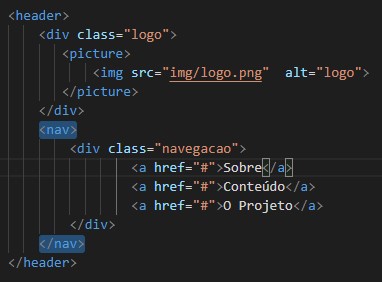 <header>
<div class="logo">
<picture>
<img src="img/logo.png"  alt="logo">
</picture>
</div>
<nav>
<div class="navegacao">
<a href="#">Sobre</a>
<a href="#">Conteúdo</a>
<a href="#">O Projeto</a>
</div>
</nav>
</header>